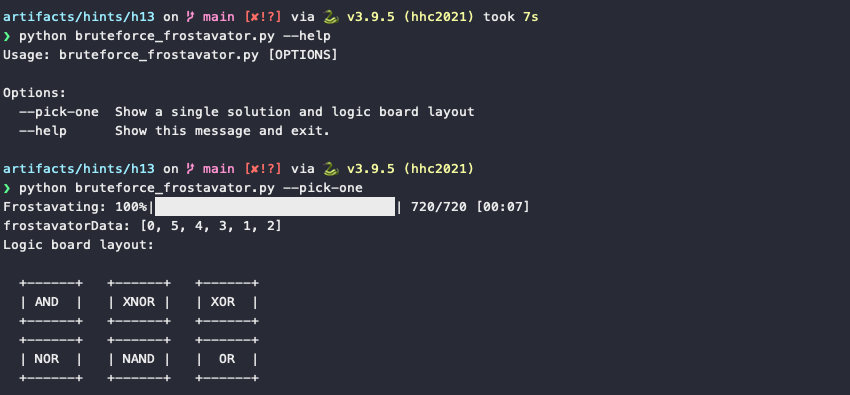 artifacts/hints/h13 on main [✘!?] via 🐍 v3.9.5 (hhc2021) took 7s
❯ python bruteforce_frostavator.py --help
Usage: bruteforce_frostavator.py [OPTIONS]

Options:
  --pick-one  Show a single solution and logic board layout
  --help      Show this message and exit.

artifacts/hints/h13 on main [✘!?] via 🐍 v3.9.5 (hhc2021)
❯ python bruteforce_frostavator.py --pick-one
Frostavating: 100%|██████████████████████████████| 720/720 [00:07]
frostavatorData: [0, 5, 4, 3, 1, 2]
Logic board layout:

  +------+   +------+   +------+
  | AND  |   | XNOR |   | XOR  |
  +------+   +------+   +------+
  +------+   +------+   +------+
  | NOR  |   | NAND |   |  OR  |
  +------+   +------+   +------+